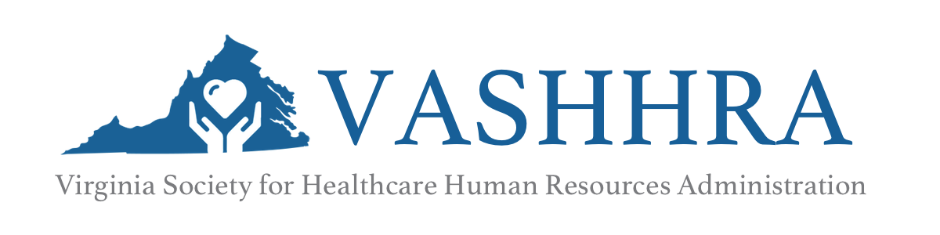 VASHHRA
Virginia Society for Healthcare Human Resources Administration